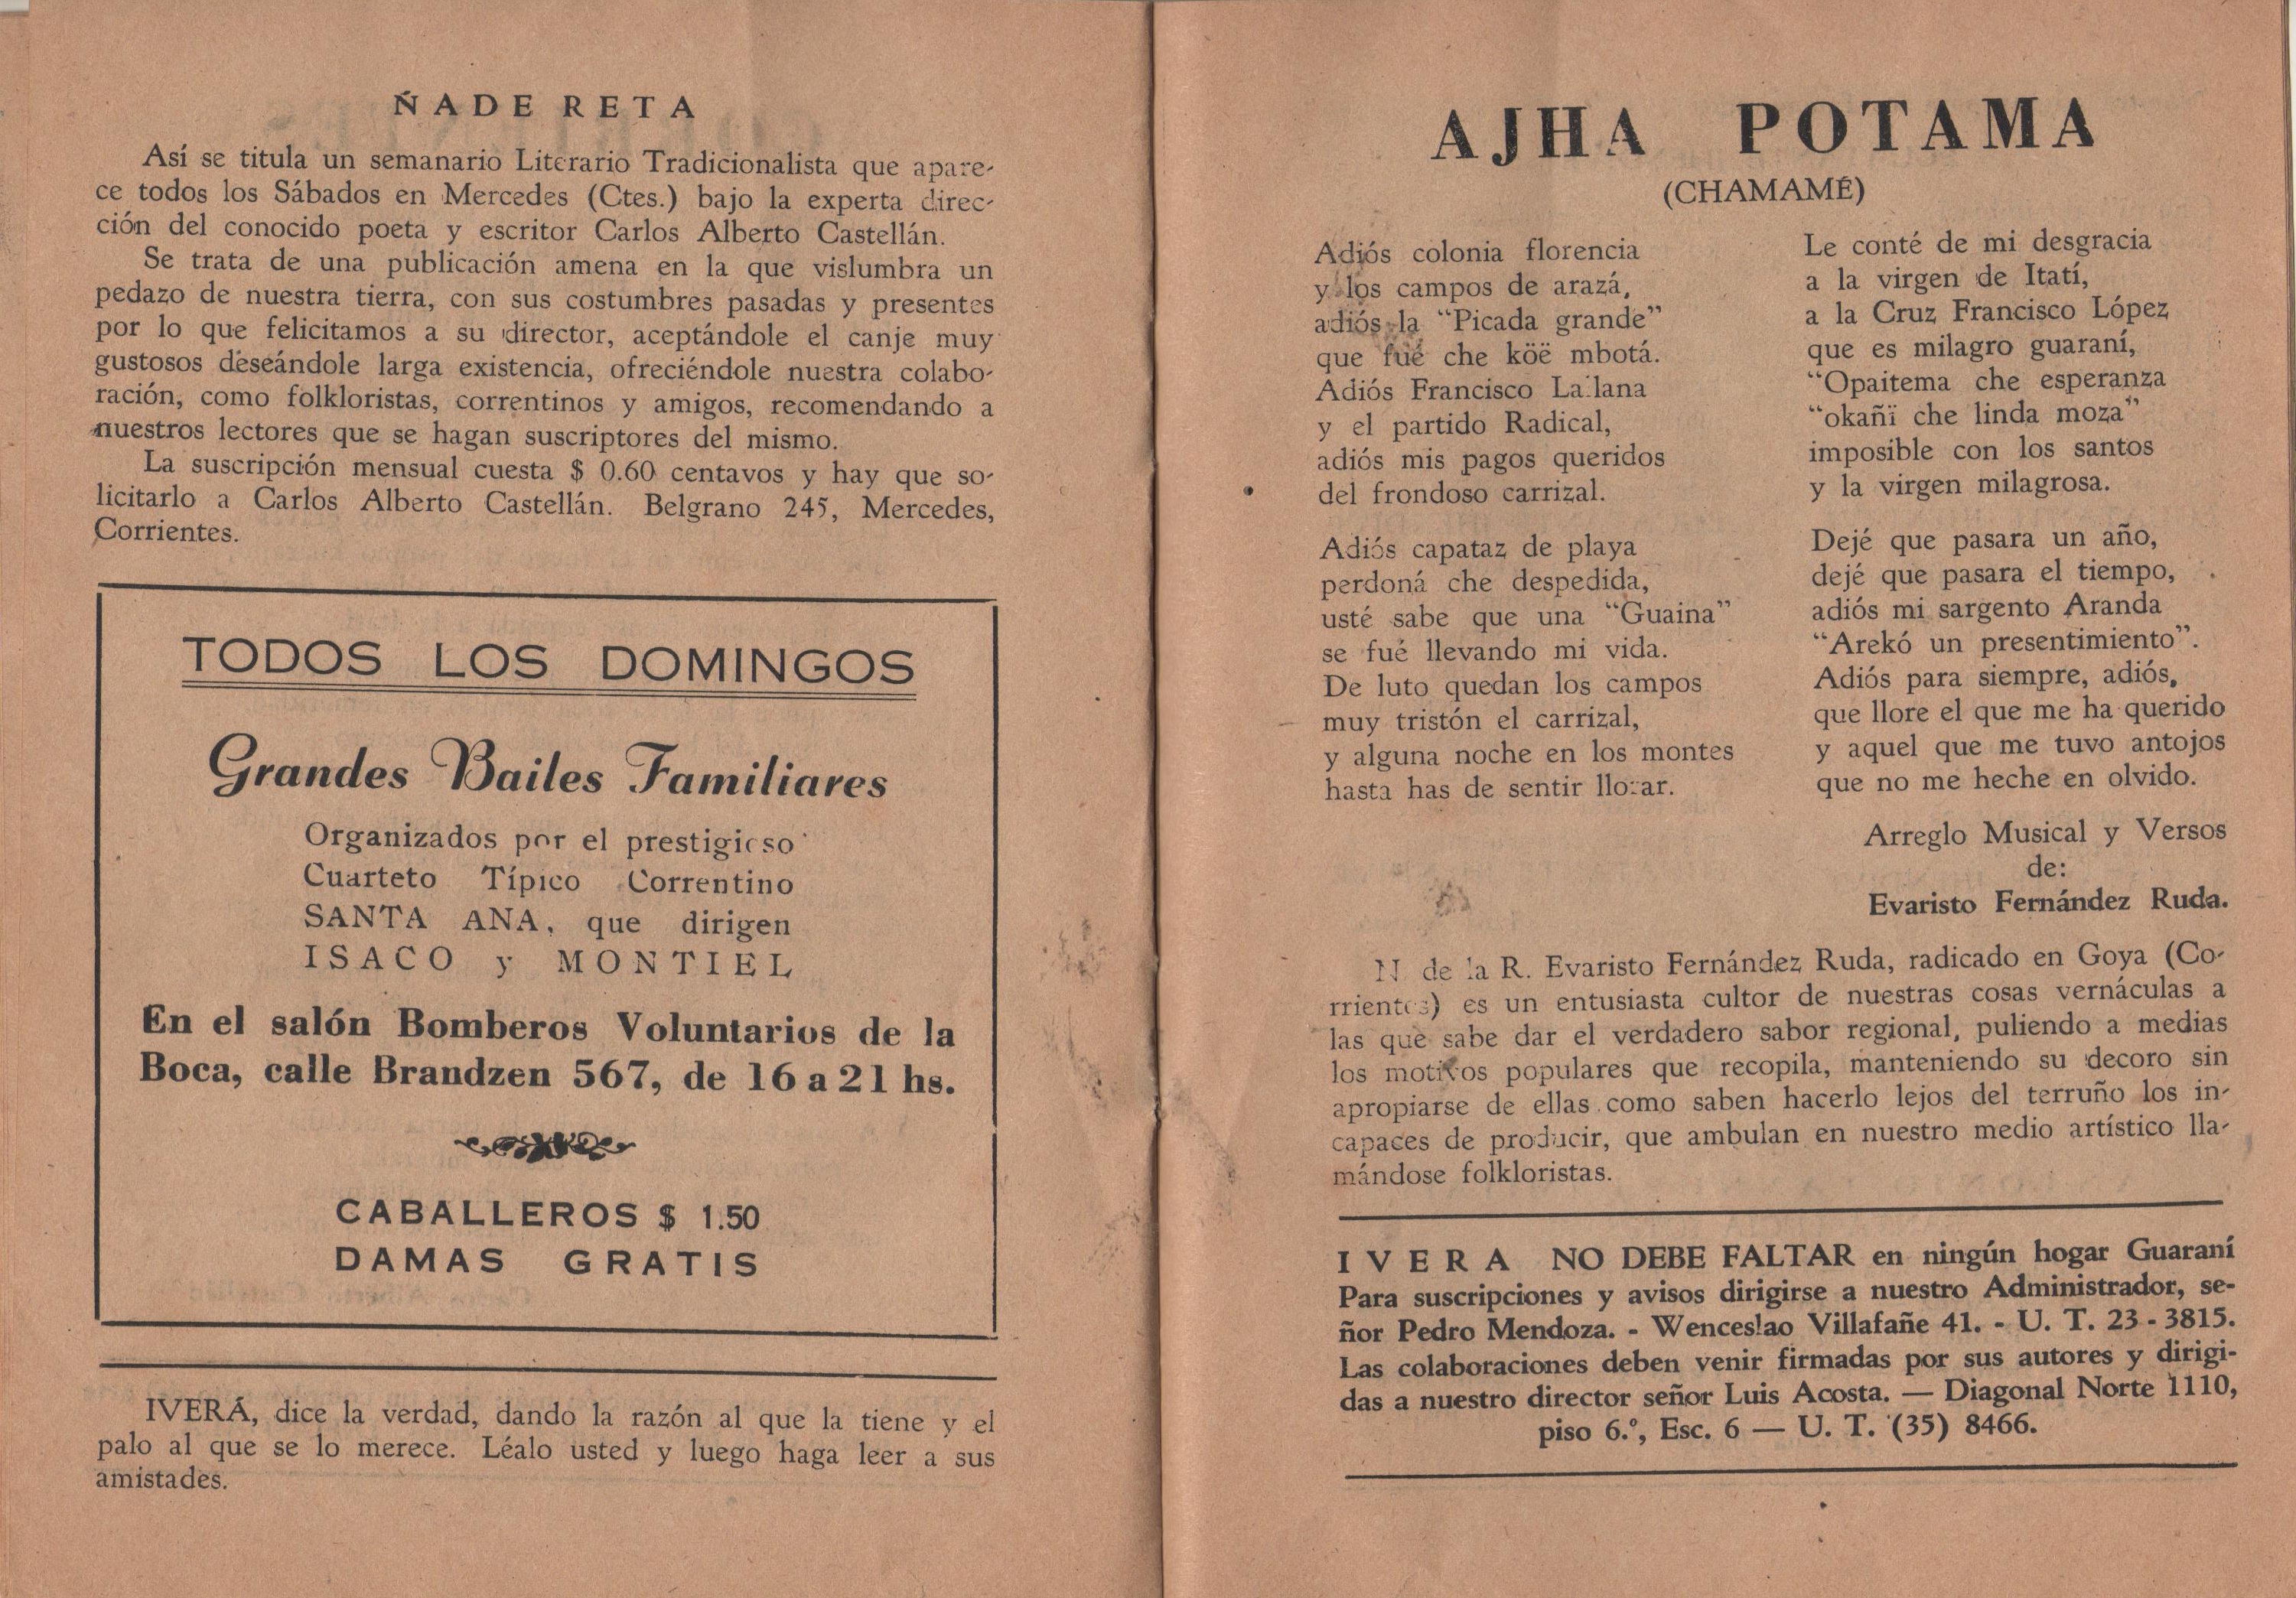 ÑADE RETA
Así se titula un semanario Literario Tradicionalista que apare-
ce todos los Sábados en Mercedes (Ctes.) bajo la experta direc-
ción del conocido poeta y escritor Carlos Alberto Castellán.
Se trata de una publicación amena en la que vislumbra un
pedazo de nuestra tierra, con sus costumbres pasadas y presentes
por lo que felicitamos a su director, aceptándole el canje muy
gustosos deseándole larga existencia, ofreciéndole nuestra colabo-
ración, como folkloristas, correntinos y amigos, recomendando a
nuestros lectores que se hagan suscriptores del mismo.
La suscripción mensual cuesta $ 0.60 centavos y hay que so-
licitarlo a Carlos Alberto Castellán. Belgrano 245, Mercedes,
Corrientes.
TODOS LOS DOMINGOS
Grandes Bailes Familiares
Organizados por el prestigioso
Cuarteto Típico Correntino
SANTA ANA, que dirigen
ISACO y MONTIEL
En el salón Bomberos Voluntarios de la
Boca, calle Brandzen 567, de 16 a 21 hs.
CABALLEROS $ 1.50
DAMAS GRATIS
IVERÁ, dice la verdad, dando la razón al que la tiene y el
palo al que se lo merece. Léalo usted y luego haga leer a sus
amistades.
AJHA POTAMA
(CHAMAMÉ)
Adiós colonia florencia
y los campos de arazá,
adiós la “Picada grande”
que fué che köë mbotá.
Adiós Francisco Lallana
y el partido Radical,
adiós mis pagos queridos
del frondoso carrizal.
Adiós capataz de playa
perdoná che despedida,
usté sabe que una “Guaina”
se fué llevando mi vida.
De luto quedan los campos
muy tristón el carrizal,
y alguna noche en los montes
hasta has de sentir llorar.
Le conté de mi desgracia
a la virgen de Itatí,
a la Cruz Francisco López
que es milagro guaraní,
“Opaitema che esperanza
“okañï che linda moza”
imposible con los santos
y la virgen milagrosa.
Dejé que pasara un año,
dejé que pasara el tiempo,
adiós mi sargento Aranda
“Arekó un presentimiento”.
Adiós para siempre, adiós,
que llore el que me ha querido
y aquel que me tuvo antojos
que no me heche en olvido.
Arreglo Musical y Versos
de:
Evaristo Fernández Ruda.
N. de la R. Evaristo Fernández Ruda, radicado en Goya (Co-
rrientes) es un entusiasta cultor de nuestras cosas vernáculas a
las que sabe dar el verdadero sabor regional, puliendo a medias
los motivos populares que recopila, manteniendo su decoro sin
apropiarse de ellas como saben hacerlo lejos del terruño los in-
capaces de producir, que ambulan en nuestro medio artístico lla-
mándose folkloristas.
IVERA NO DEBE FALTAR en ningún hogar Guaraní
Para suscripciones y avisos dirigirse a nuestro Administrador, se-
ñor Pedro Mendoza. - Wenceslao Villafañe 41. - U. T. 23 - 3815.
Las colaboraciones deben venir firmadas por sus autores y dirigi-
das a nuestro director señor Luis Acosta. — Diagonal Norte 1110,
piso 6.º, Esc. 6 — U. T. (35) 8466.